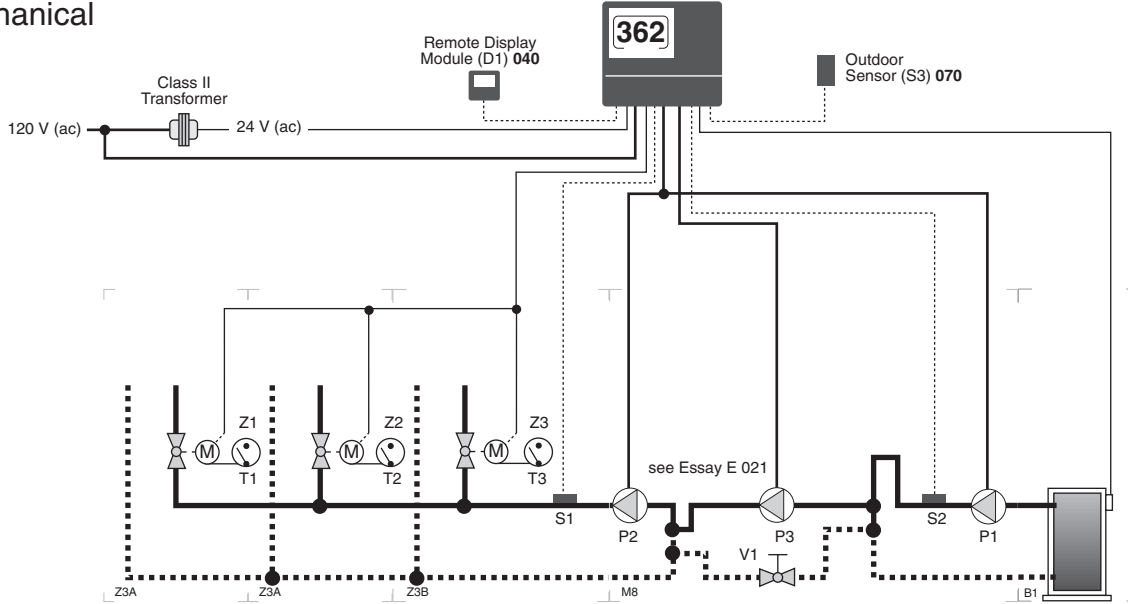 hanical
362
Remote Display
Module (D1) 040
Outdoor
Sensor (S3) 070
Class II
Transformer
120 V (ac)
24 V (ac)
Z1
M
T1
Z2
M
T2
Z3
M
T3
see Essay E 021
S1
P2
P3
S2
P1
V1
Z3A
Z3A
Z3B
M8
B1